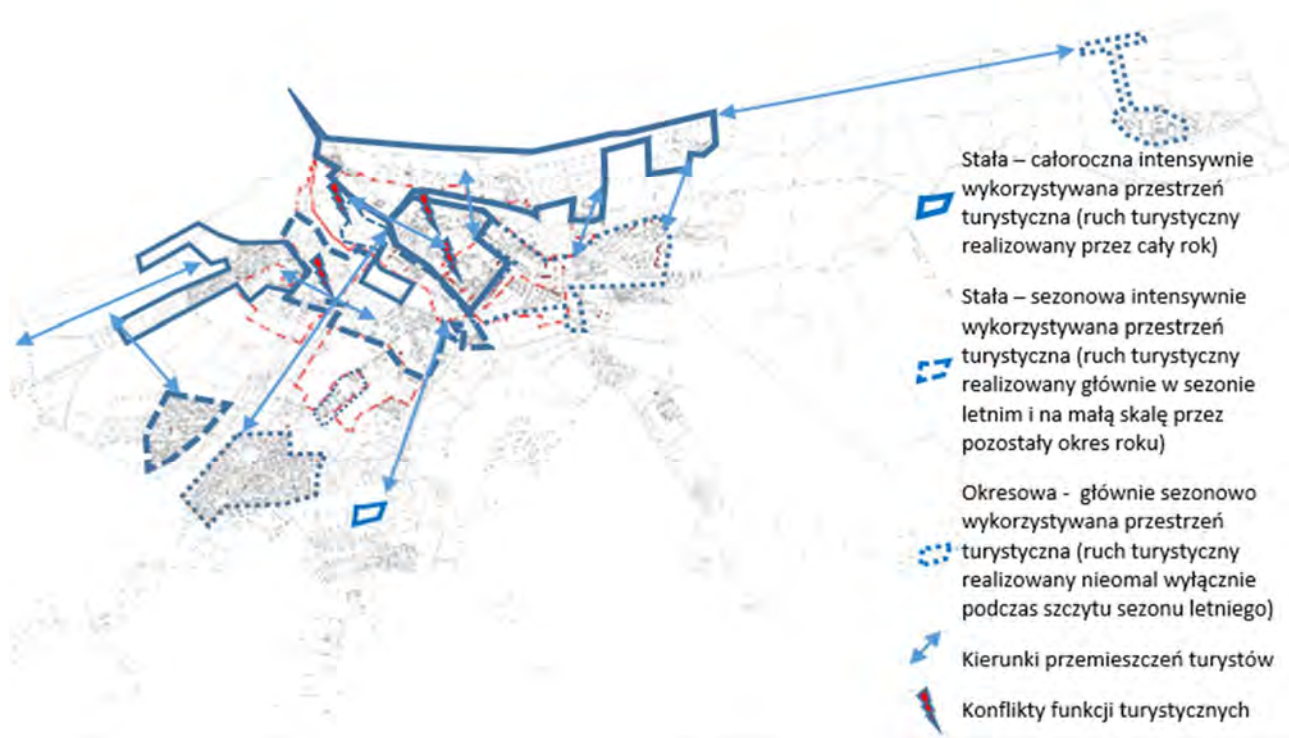 Stała – całoroczna intensywnie
wykorzystywana przestrzeń
turystyczna (ruch turystyczny
realizowany przez cały rok)
Stała – sezonowa intensywnie
wykorzystywana przestrzeń
turystyczna (ruch turystyczny
realizowany głównie w sezonie
letnim i na małą skalę przez
pozostały okres roku)
Okresowa - głównie sezonowo
wykorzystywana przestrzeń
turystyczna (ruch turystyczny
realizowany nieomal wyłącznie
podczas szczytu sezonu letniego)
Kierunki przemieszczeń turystów
Konflikty funkcji turystycznych